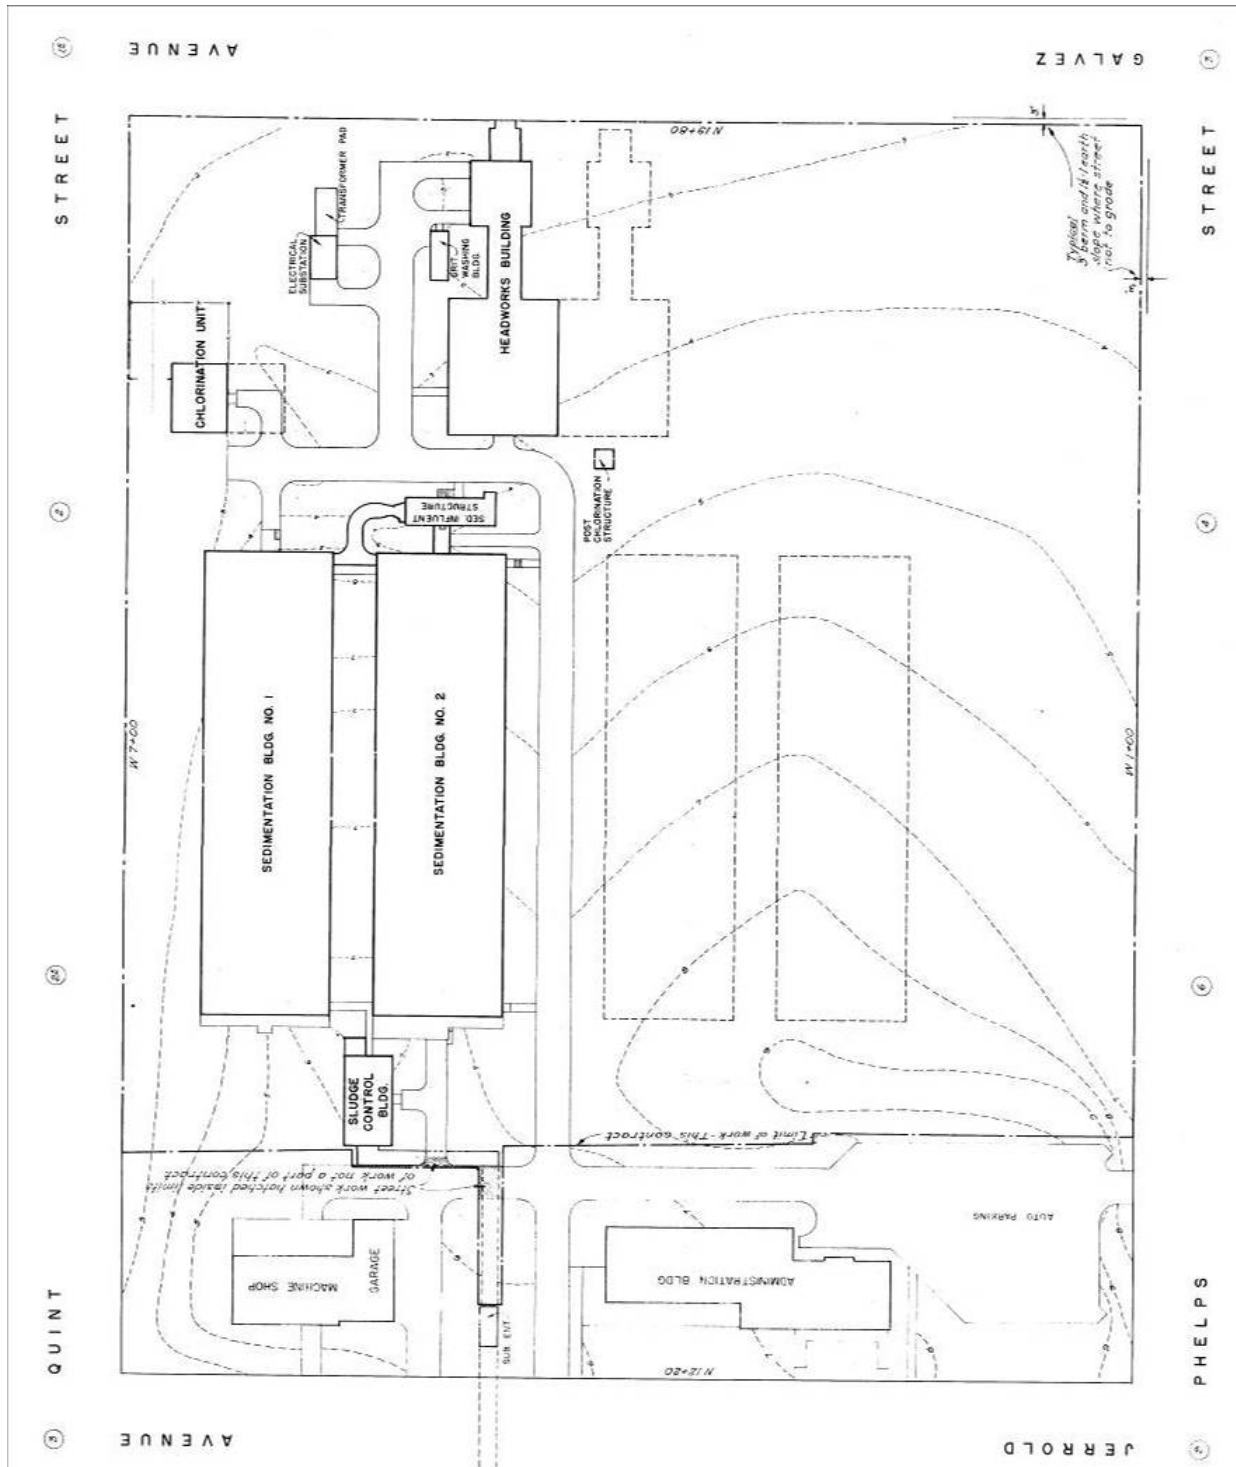 AVENUE
GALVEZ
STREET
STREET
N 19+80
TRANSFORMER PAD
ELECTRICAL
SUBSTATION
GRIT
WASHING
BLDG.
HEADWORKS BUILDING
Typical
3' berm and 1½:1 earth
slope where street
not to grade
3'
3'
CHLORINATION UNIT
SED. INFLUENT
STRUCTURE
POST
CHLORINATION
STRUCTURE
SEDIMENTATION BLDG. NO. 1
SEDIMENTATION BLDG. NO. 2
W 7+00
W 1+00
SLUDGE
CONTROL
BLDG.
Limit of work-This contract
Street work shown hatched inside limits
of work not a part of this contract
MACHINE SHOP
GARAGE
SUB ENT.
ADMINISTRATION BLDG
AUTO PARKING
N 12+20
QUINT
PHELPS
AVENUE
JERROLD